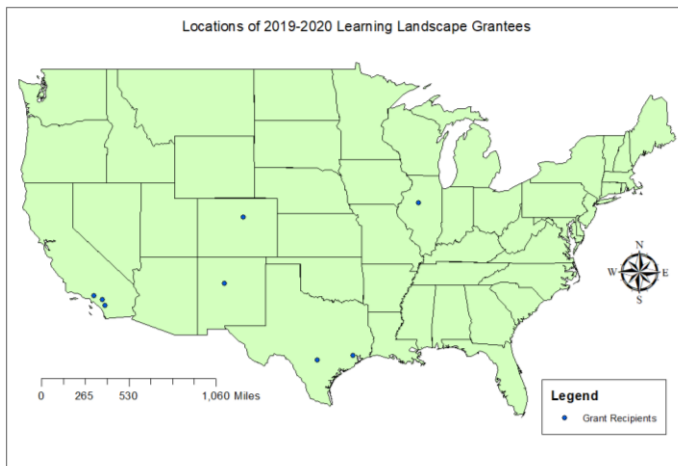 Locations of 2019-2020 Learning Landscape Grantees
N
W E
S
0 265 530 1,060 Miles
Legend
Grant Recipients